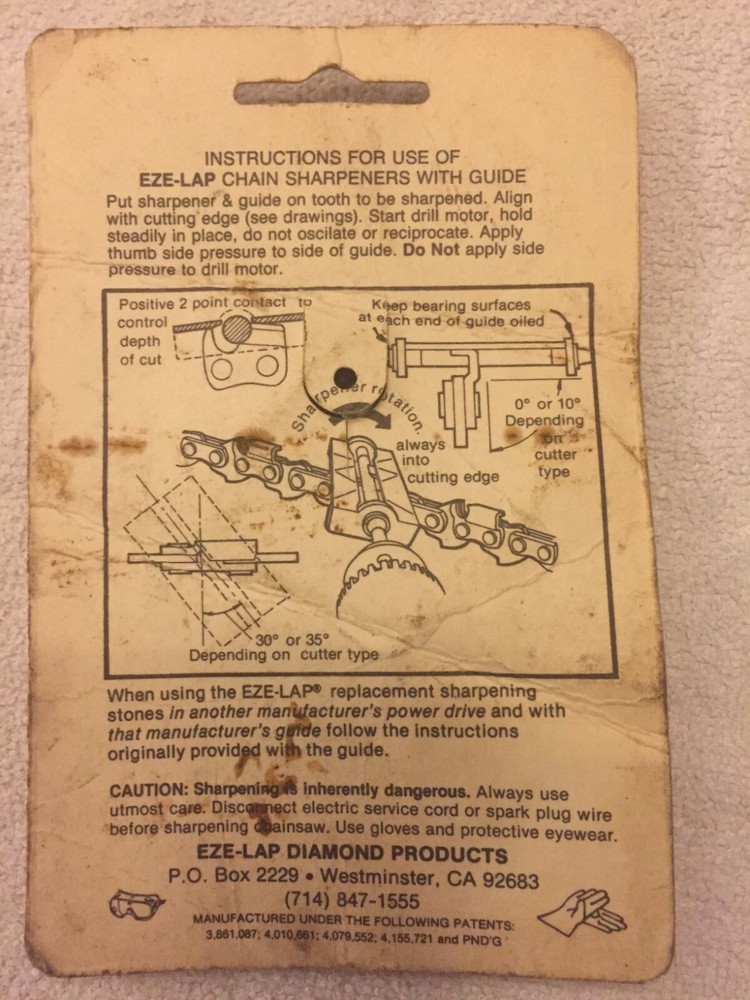 INSTRUCTIONS FOR USE OF
EZE-LAP CHAIN SHARPENERS WITH GUIDE
Put sharpener & guide on tooth to be sharpened. Align
with cutting edge (see drawings). Start drill motor, hold
steadily in place, do not oscilate or reciprocate. Apply
thumb side pressure to side of guide. Do Not apply side
pressure to drill motor.
Positive 2 point contact to
control
depth
of cut
Keep bearing surfaces
at each end of guide oiled
Sharpener rotation.
always
into
cutting edge
0° or 10°
Depending
on
cutter
type
30° or 35°
Depending on cutter type
When using the EZE-LAP® replacement sharpening
stones in another manufacturer's power drive and with
that manufacturer's guide follow the instructions
originally provided with the guide.
CAUTION: Sharpening is inherently dangerous. Always use
utmost care. Disconnect electric service cord or spark plug wire
before sharpening chainsaw. Use gloves and protective eyewear.
EZE-LAP DIAMOND PRODUCTS
P.O. Box 2229 • Westminster, CA 92683
(714) 847-1555
MANUFACTURED UNDER THE FOLLOWING PATENTS:
3,861,087; 4,010,661; 4,079,552; 4,155,721 and PND'G